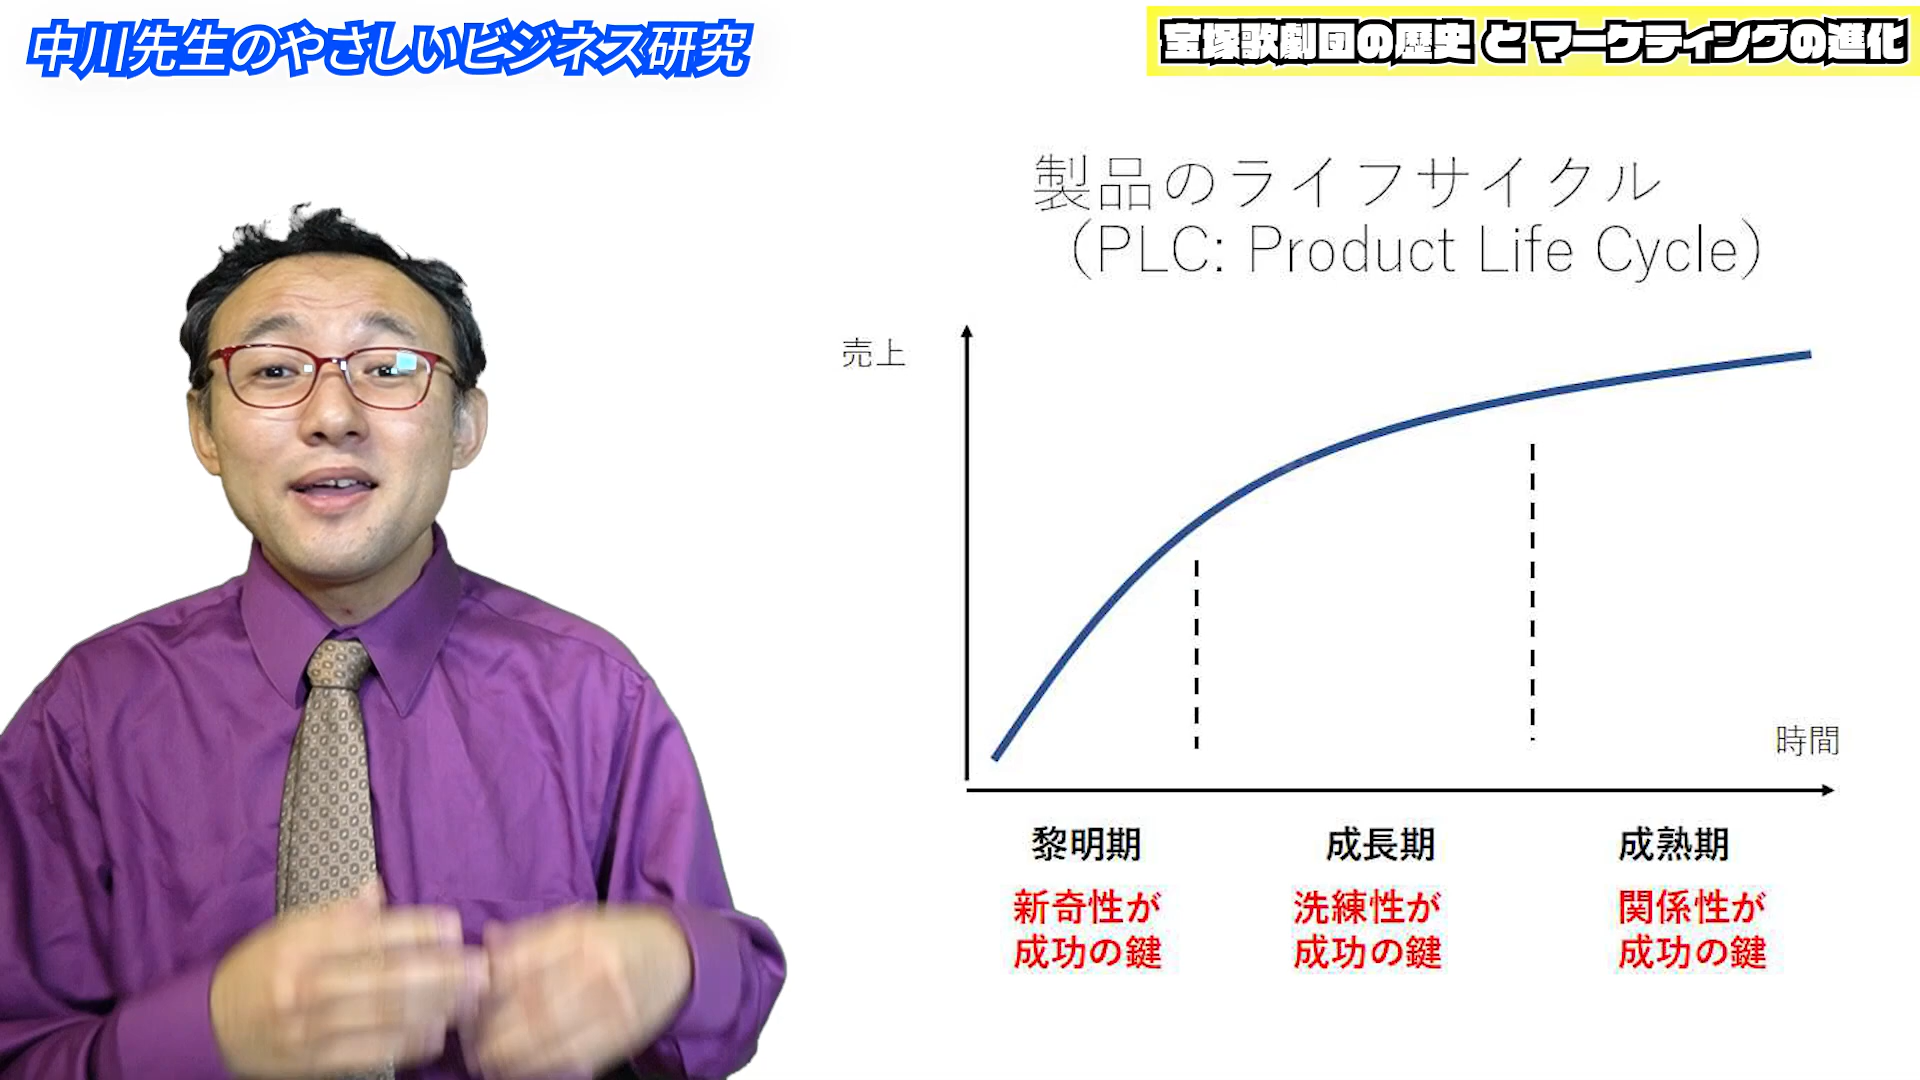 中川先生のやさしいビジネス研究
宝塚歌劇団の歴史 と マーケティングの進化
製品のライフサイクル
（PLC: Product Life Cycle）
売上
時間
黎明期
成長期
成熟期
新奇性が
成功の鍵
洗練性が
成功の鍵
関係性が
成功の鍵